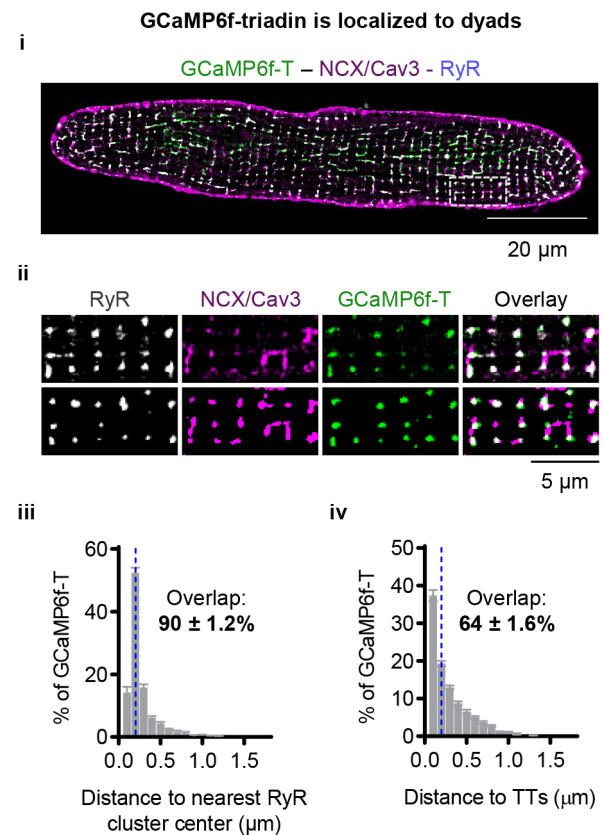 GCaMP6f-triadin is localized to dyads
i
GCaMP6f-T – NCX/Cav3 - RyR
20 µm
ii
RyR NCX/Cav3 GCaMP6f-T Overlay
5 µm
iii
60
40
20
0
% of GCaMP6f-T
Overlap:
90 ± 1.2%
0.0 0.5 1.0 1.5
Distance to nearest RyR
cluster center (µm)
iv
50
40
30
20
10
0
% of GCaMP6f-T
Overlap:
64 ± 1.6%
0.0 0.5 1.0 1.5
Distance to TTs (µm)